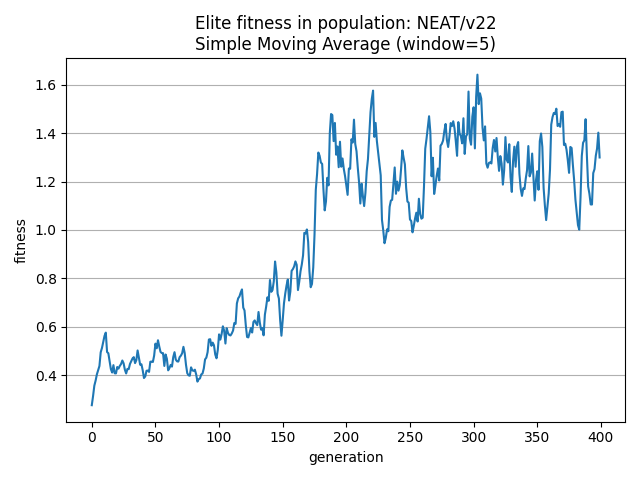 Elite fitness in population: NEAT/v22
Simple Moving Average (window=5)
fitness
1.6
1.4
1.2
1.0
0.8
0.6
0.4
0 50 100 150 200 250 300 350 400
generation